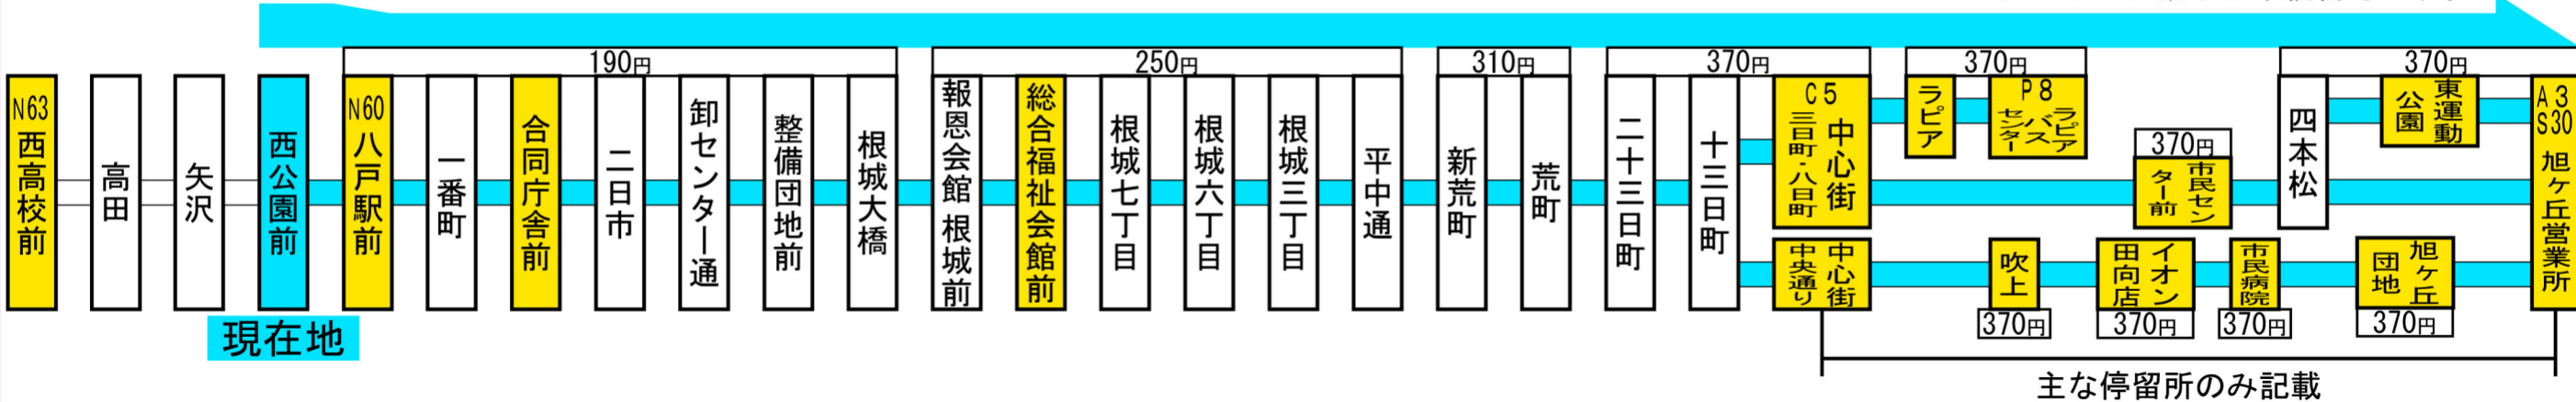 190円
250円
310円
370円
370円
370円
N63 西高校前
高田
矢沢
西公園前
N60 八戸駅前
一番町
合同庁舎前
二日市
卸センター通
整備団地前
根城大橋
報恩会館 根城前
総合福祉会館前
根城七丁目
根城六丁目
根城三丁目
平中通
新荒町
荒町
二十三日町
十三日町
C5 中心街
三日町・八日町
中心街
中央通り
ラピア
P8 ラピア
バス
センター
370円
市民セン
ター前
四本松
東運動
公園
A3
S30
旭ヶ丘営業所
吹上
370円
イオン
田向店
370円
市民病院
370円
旭ヶ丘
団地
370円
現在地
主な停留所のみ記載